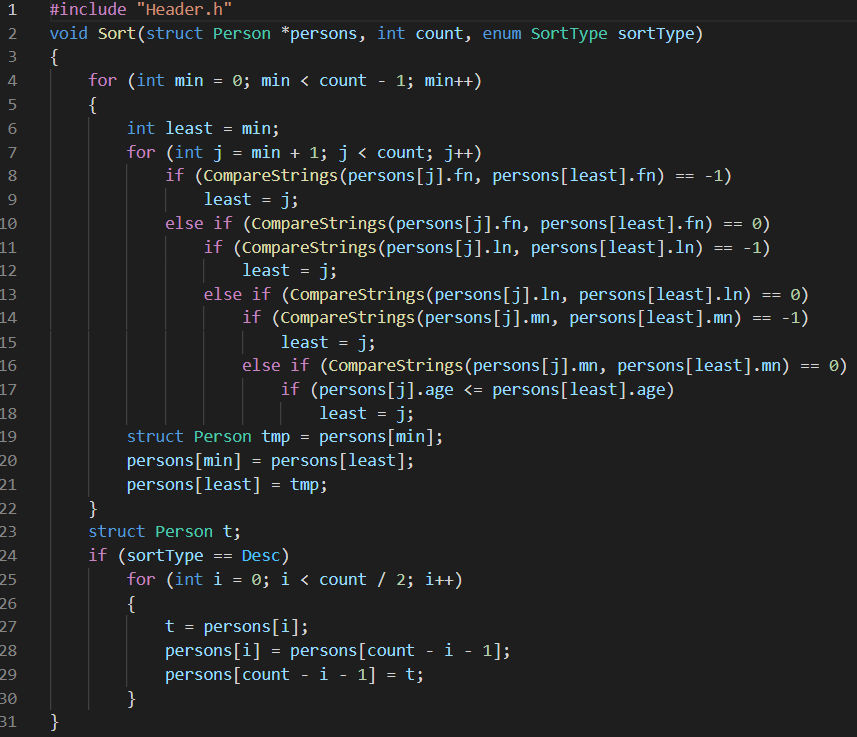 1 #include "Header.h"
2 void Sort(struct Person *persons, int count, enum SortType sortType)
3 {
4     for (int min = 0; min < count - 1; min++)
5     {
6         int least = min;
7         for (int j = min + 1; j < count; j++)
8             if (CompareStrings(persons[j].fn, persons[least].fn) == -1)
9                 least = j;
10             else if (CompareStrings(persons[j].fn, persons[least].fn) == 0)
11                 if (CompareStrings(persons[j].ln, persons[least].ln) == -1)
12                     least = j;
13                 else if (CompareStrings(persons[j].ln, persons[least].ln) == 0)
14                     if (CompareStrings(persons[j].mn, persons[least].mn) == -1)
15                         least = j;
16                     else if (CompareStrings(persons[j].mn, persons[least].mn) == 0)
17                         if (persons[j].age <= persons[least].age)
18                             least = j;
19         struct Person tmp = persons[min];
20         persons[min] = persons[least];
21         persons[least] = tmp;
22     }
23     struct Person t;
24     if (sortType == Desc)
25         for (int i = 0; i < count / 2; i++)
26         {
27             t = persons[i];
28             persons[i] = persons[count - i - 1];
29             persons[count - i - 1] = t;
30         }
31 }